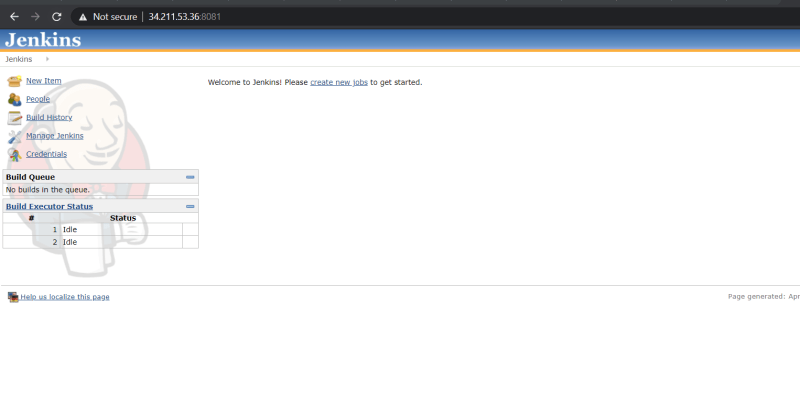 Not secure | 34.211.53.36:8081
Jenkins
Jenkins
New Item
People
Build History
Manage Jenkins
Credentials
Welcome to Jenkins! Please create new jobs to get started.
Build Queue
No builds in the queue.
Build Executor Status
# Status
1 Idle
2 Idle
Help us localize this page
Page generated: Apr